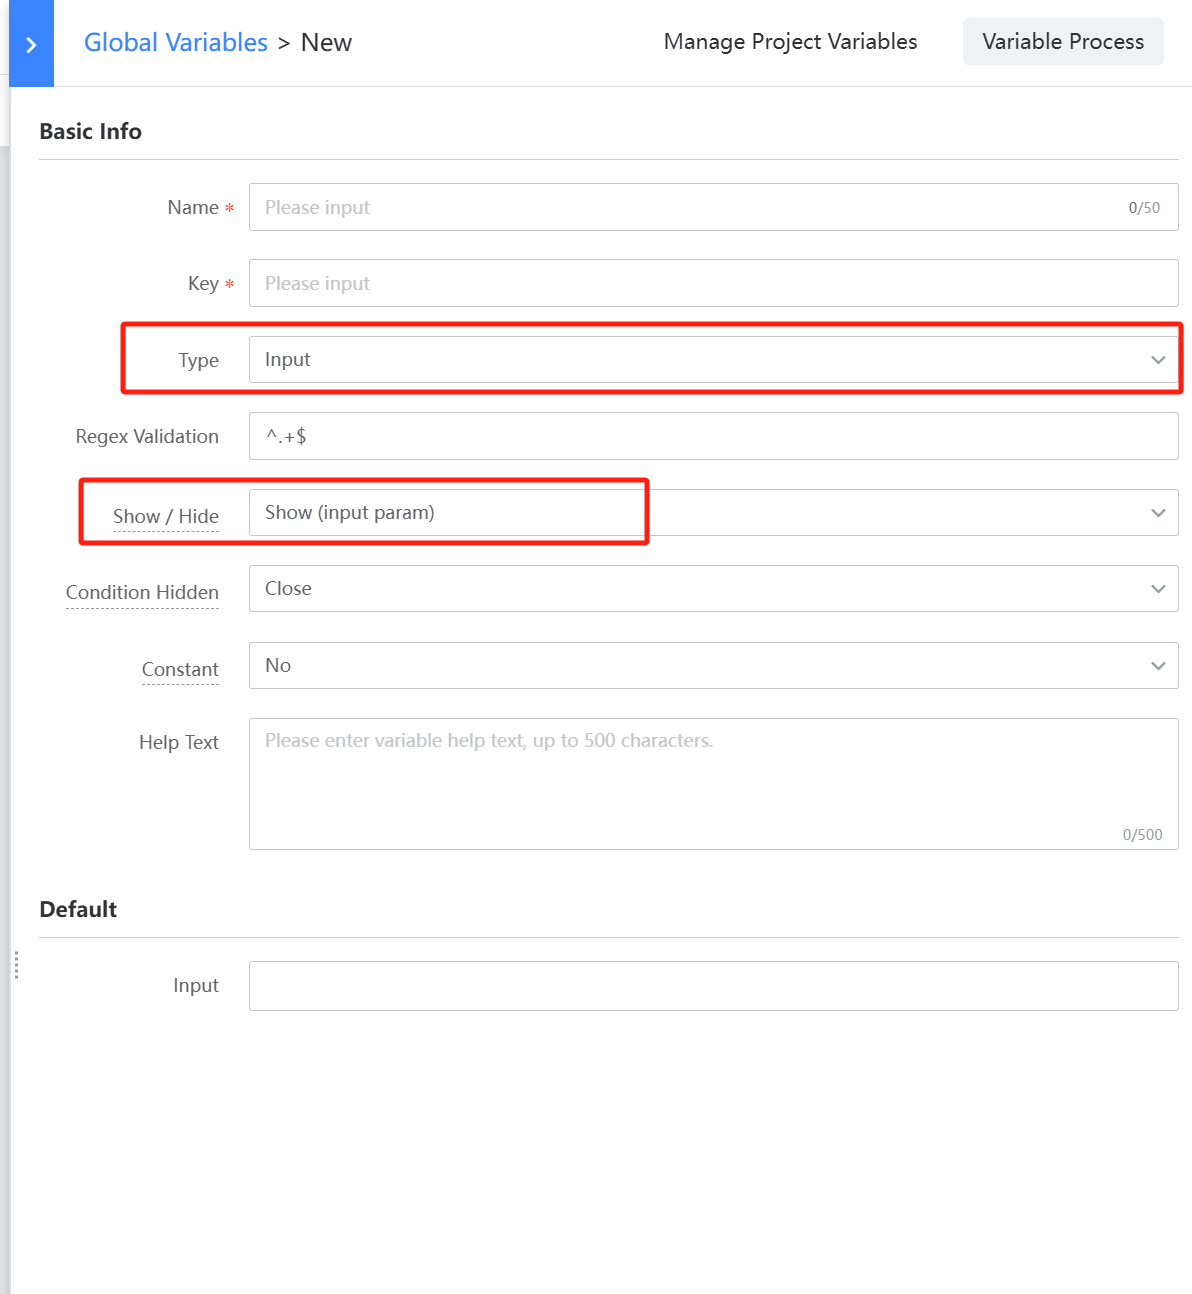 Global Variables > New
Manage Project Variables
Variable Process
Basic Info
Name *
Please input
0/50
Key *
Please input
Type
Input
Regex Validation
^.+$
Show / Hide
Show (input param)
Condition Hidden
Close
Constant
No
Help Text
Please enter variable help text, up to 500 characters.
0/500
Default
Input